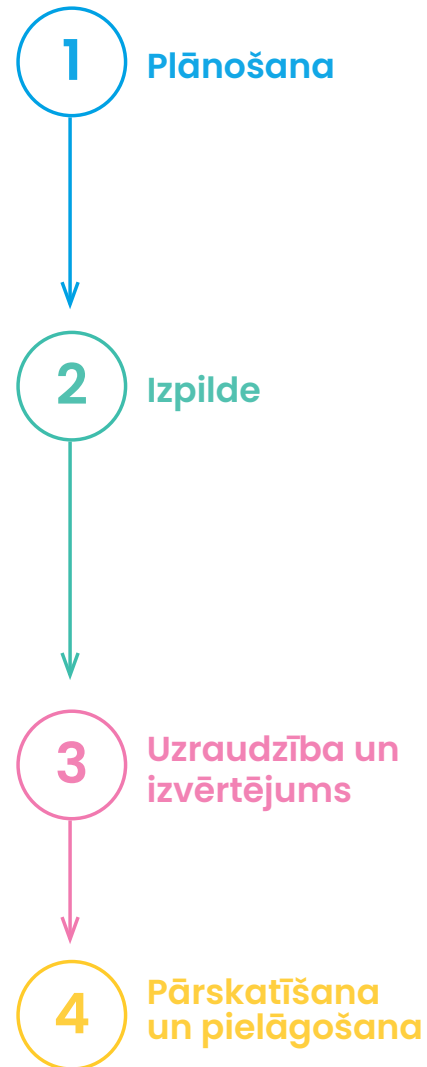 1
Plānošana
2
Izpilde
3
Uzraudzība un
izvērtējums
4
Pārskatīšana
un pielāgošana